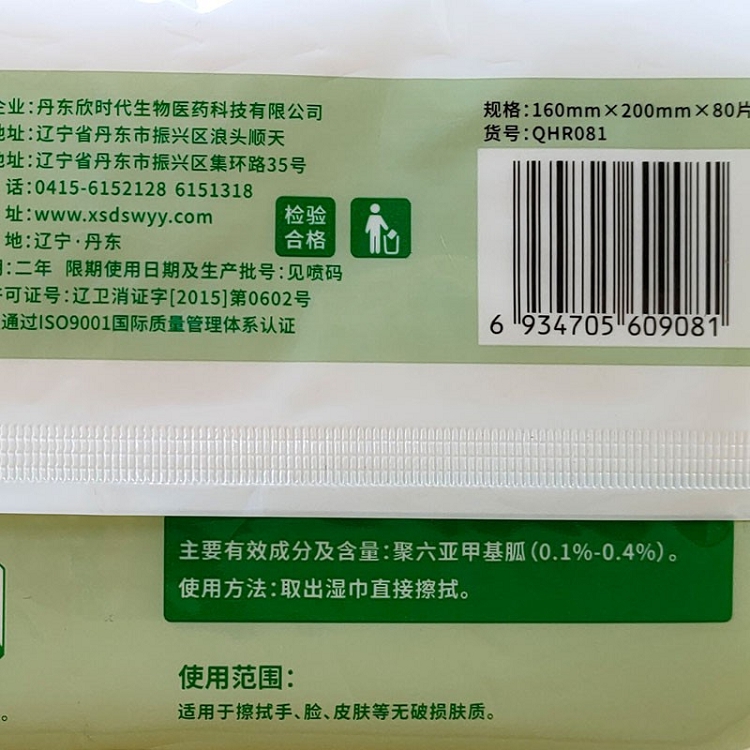 企业:丹东欣时代生物医药科技有限公司
地址:辽宁省丹东市振兴区浪头顺天
地址:辽宁省丹东市振兴区集环路35号
话:0415-6152128 6151318
址:www.xsdswyy.com
地:辽宁·丹东
期:二年 限期使用日期及生产批号:见喷码
许可证号:辽卫消证字[2015]第0602号
通过ISO9001国际质量管理体系认证
检验
合格
规格:160mm×200mm×80片
货号:QHR081
6 934705 609081
主要有效成分及含量:聚六亚甲基胍(0.1%-0.4%)。
使用方法:取出湿巾直接擦拭。
使用范围:
适用于擦拭手、脸、皮肤等无破损肤质。
。